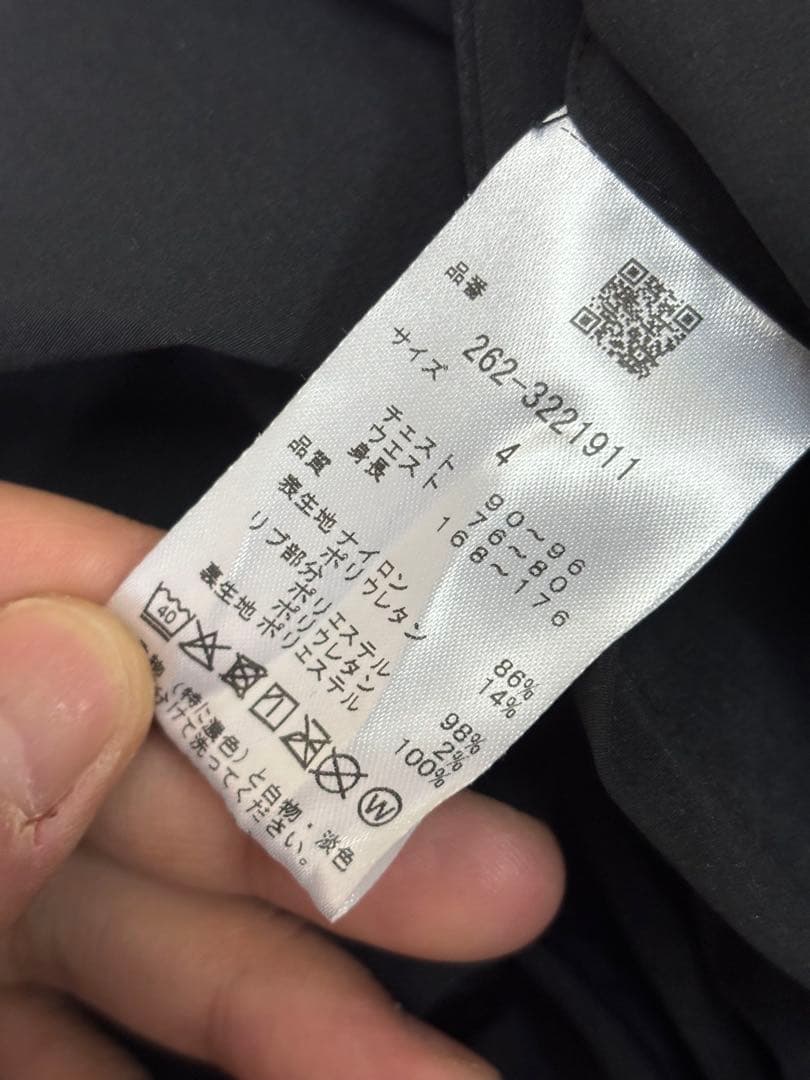 品番
262-3221911
サイズ 4
チェスト 90~96
ウエスト 76~80
身長 168~176
品質
表生地 ナイロン 86%
ポリウレタン 14%
リブ部分 ポリエステル 98%
ポリウレタン 2%
裏生地 ポリエステル 100%
40
W
物(特に濃色)と白物・淡色
分けて洗ってください。